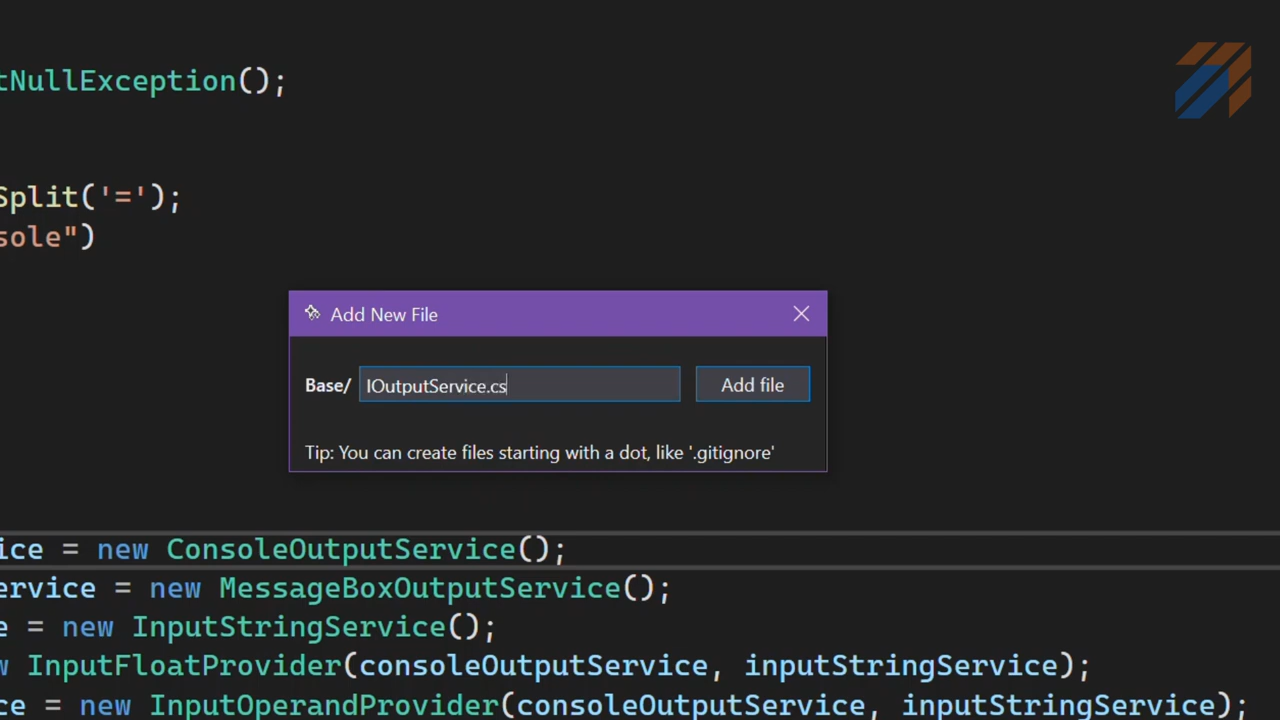 tNullException();
Split('=');
sole")
Add New File
Base/ IOutputService.cs Add file
Tip: You can create files starting with a dot, like '.gitignore'
ice = new ConsoleOutputService();
ervice = new MessageBoxOutputService();
e = new InputStringService();
w InputFloatProvider(consoleOutputService, inputStringService);
ce = new InputOperandProvider(consoleOutputService, inputStringService);